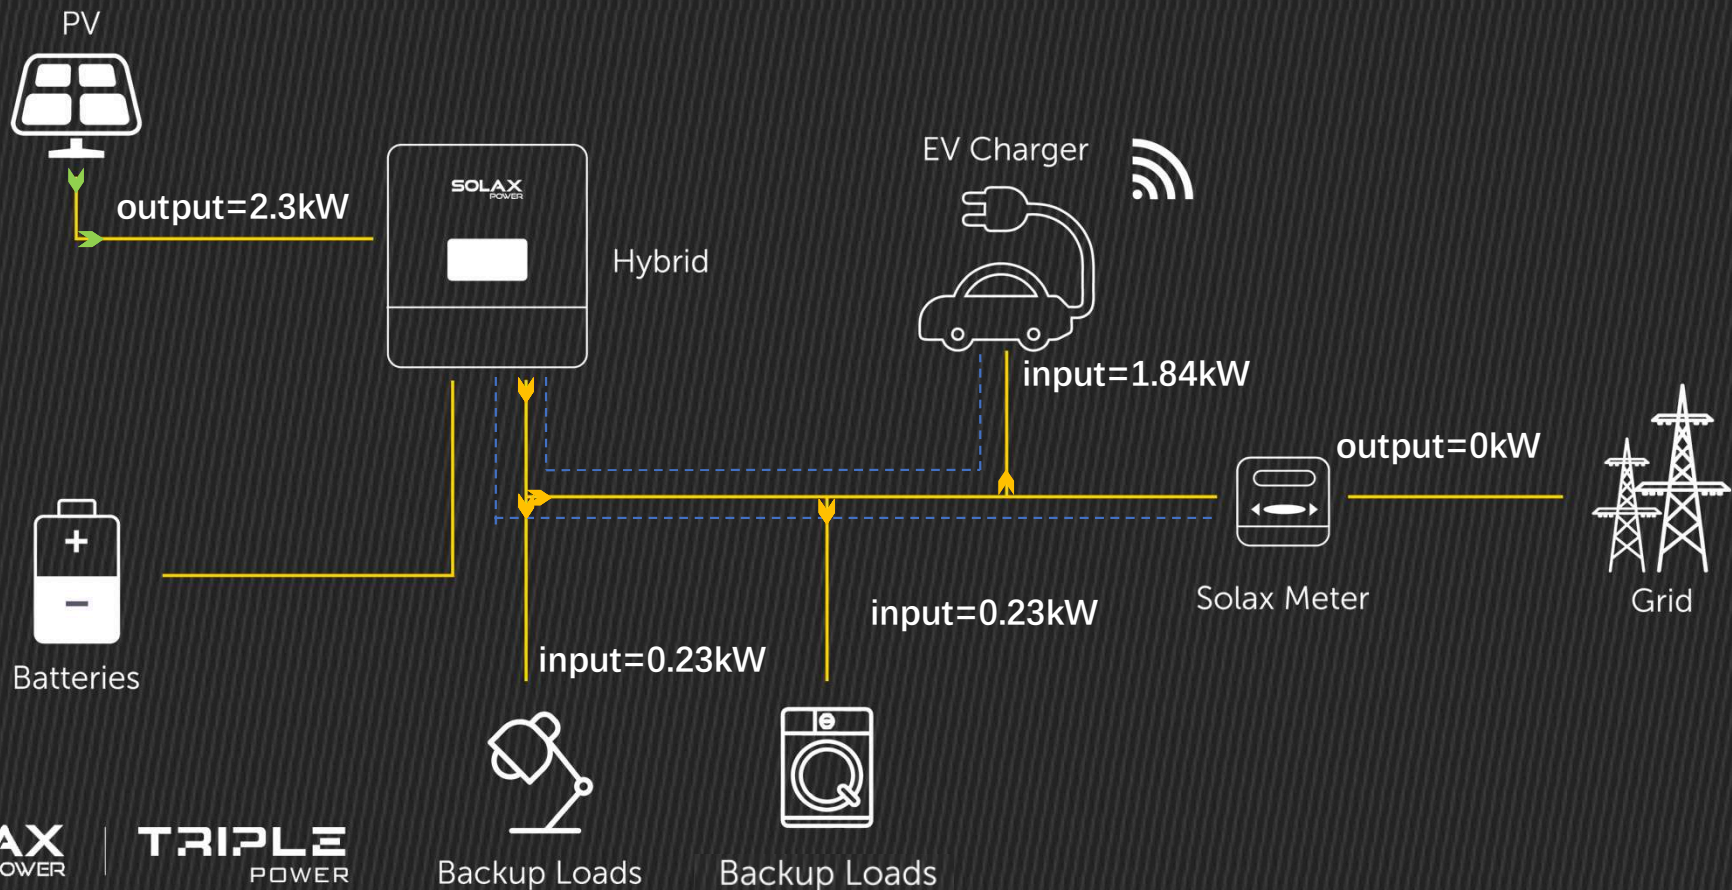 PV
output=2.3kW
SOLAX
POWER
Hybrid
EV Charger
input=1.84kW
output=0kW
Solax Meter
Grid
+
−
Batteries
input=0.23kW
input=0.23kW
Backup Loads
Backup Loads
AX
POWER
TRIPLE
POWER